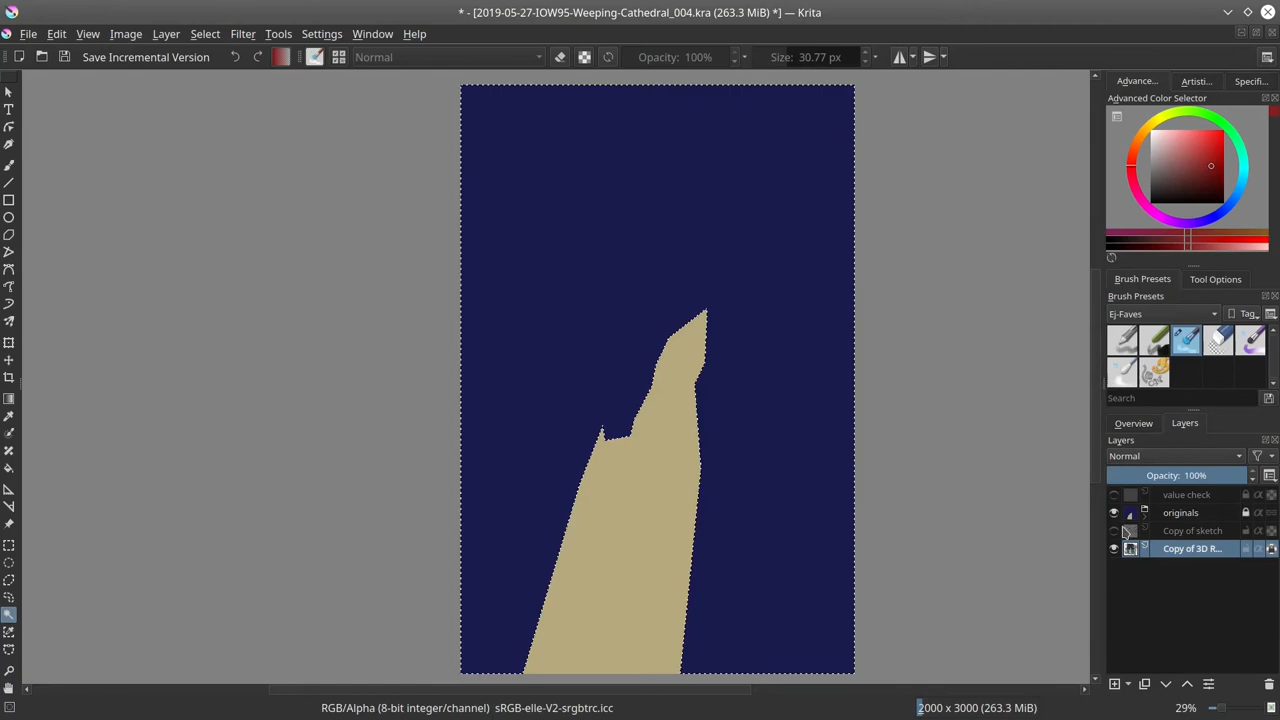 * - [2019-05-27-IOW95-Weeping-Cathedral_004.kra (263.3 MiB) *] — Krita
File Edit View Image Layer Select Filter Tools Settings Window Help
Save Incremental Version Normal Opacity: 100% Size: 30.77 px
Advance... Artisti... Specifi...
Advanced Color Selector
Brush Presets Tool Options
Brush Presets
Ej-Faves Tag
Search
Overview Layers
Layers
Normal
Opacity: 100%
value check
originals
Copy of sketch
Copy of 3D R...
RGB/Alpha (8-bit integer/channel) sRGB-elle-V2-srgbtrc.icc 2000 x 3000 (263.3 MiB) 29%